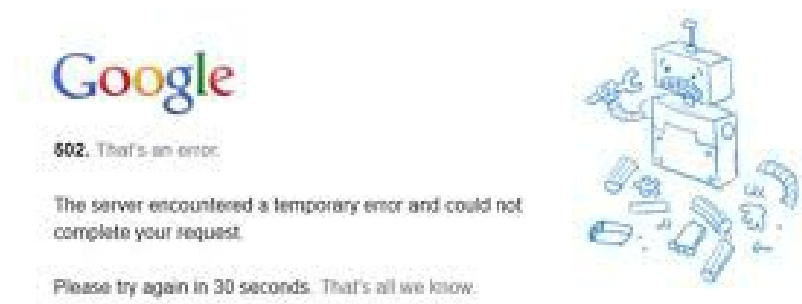 Google
502. That's an error.
The server encountered a temporary error and could not
complete your request.
Please try again in 30 seconds. That's all we know.